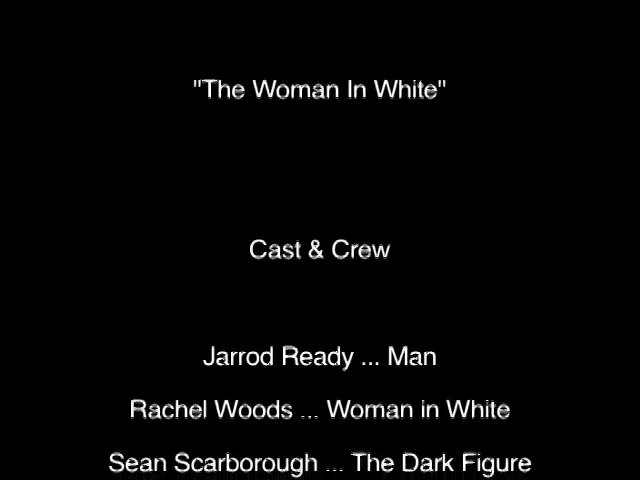 "The Woman In White"
Cast & Crew
Jarrod Ready ... Man
Rachel Woods ... Woman in White
Sean Scarborough ... The Dark Figure